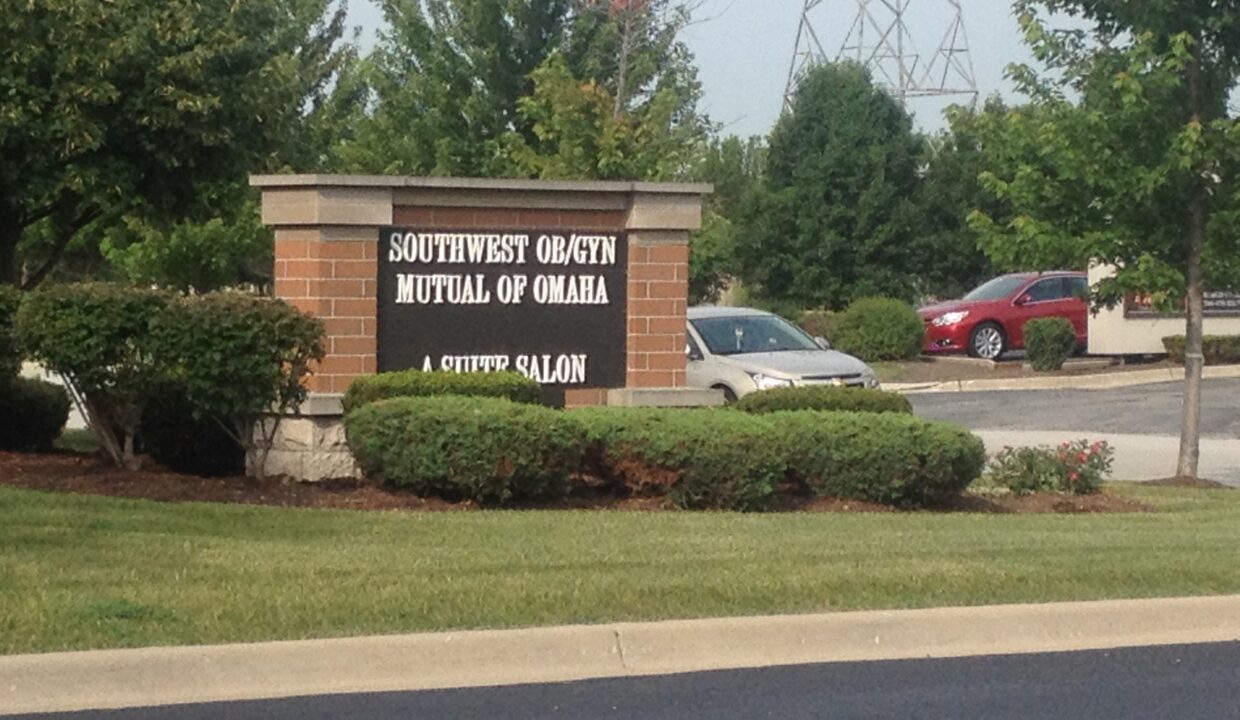 SOUTHWEST OB/GYN
MUTUAL OF OMAHA
A SUITE SALON